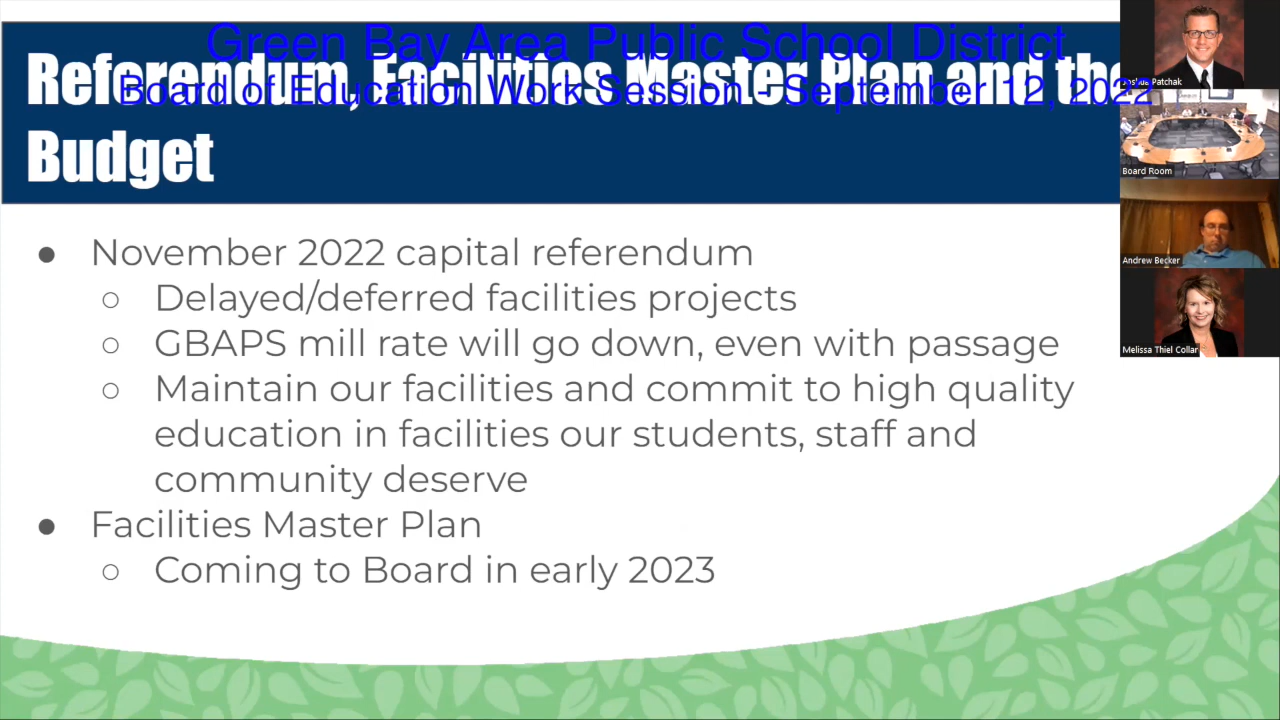 Green Bay Area Public School District
Board of Education Work Session - September 12, 2022
Referendum, Facilities Master Plan and the
Budget
● November 2022 capital referendum
○ Delayed/deferred facilities projects
○ GBAPS mill rate will go down, even with passage
○ Maintain our facilities and commit to high quality
education in facilities our students, staff and
community deserve
● Facilities Master Plan
○ Coming to Board in early 2023
Joshua Patchak
Board Room
Andrew Becker
Melissa Thiel Collar